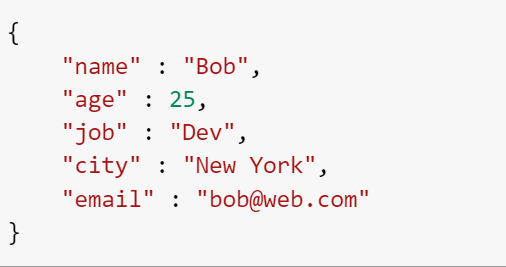 {
    "name" : "Bob",
    "age" : 25,
    "job" : "Dev",
    "city" : "New York",
    "email" : "bob@web.com"
}